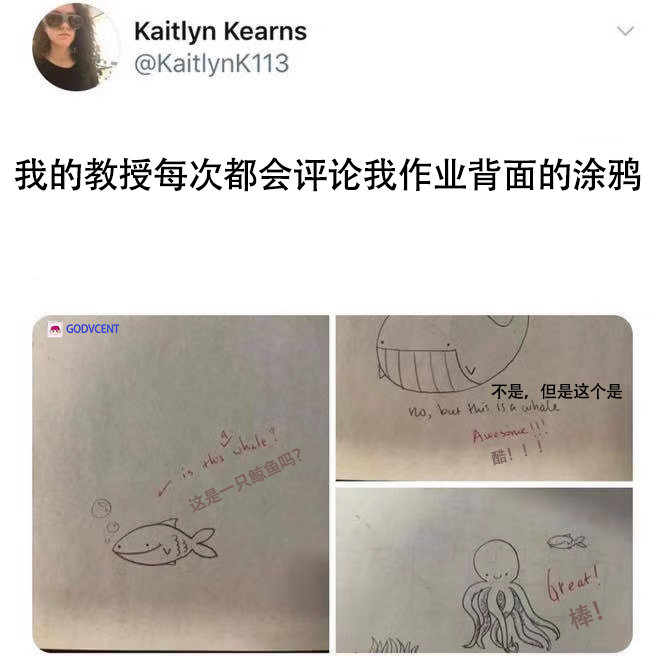 Kaitlyn Kearns
@KaitlynK113
我的教授每次都会评论我作业背面的涂鸦
GODVCENT
is this a whale?
这是一只鲸鱼吗?
不是，但是这个是
no, but this is a whale
Awesome!!!
酷！！！
Great!
棒!